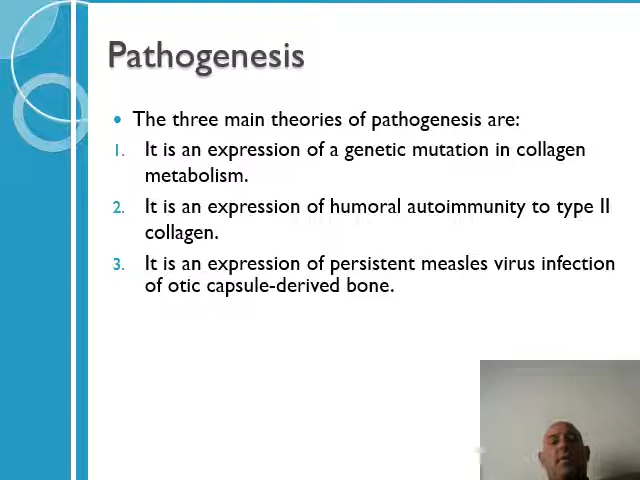 Pathogenesis
• The three main theories of pathogenesis are:
1. It is an expression of a genetic mutation in collagen
metabolism.
2. It is an expression of humoral autoimmunity to type II
collagen.
3. It is an expression of persistent measles virus infection
of otic capsule-derived bone.